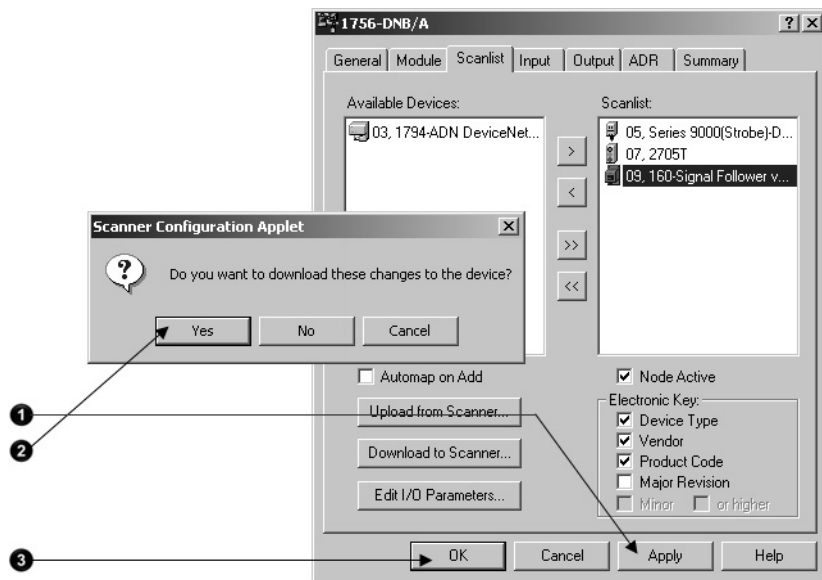 1756-DNB/A
General Module Scanlist Input Output ADR Summary
Available Devices:
03, 1794-ADN DeviceNet...
>
<
>>
<<
Scanlist:
05, Series 9000(Strobe)-D...
07, 2705T
09, 160-Signal Follower v...
Scanner Configuration Applet
Do you want to download these changes to the device?
Yes No Cancel
Automap on Add
Upload from Scanner...
Download to Scanner...
Edit I/O Parameters...
Node Active
Electronic Key:
Device Type
Vendor
Product Code
Major Revision
Minor or higher
OK Cancel Apply Help
1
2
3